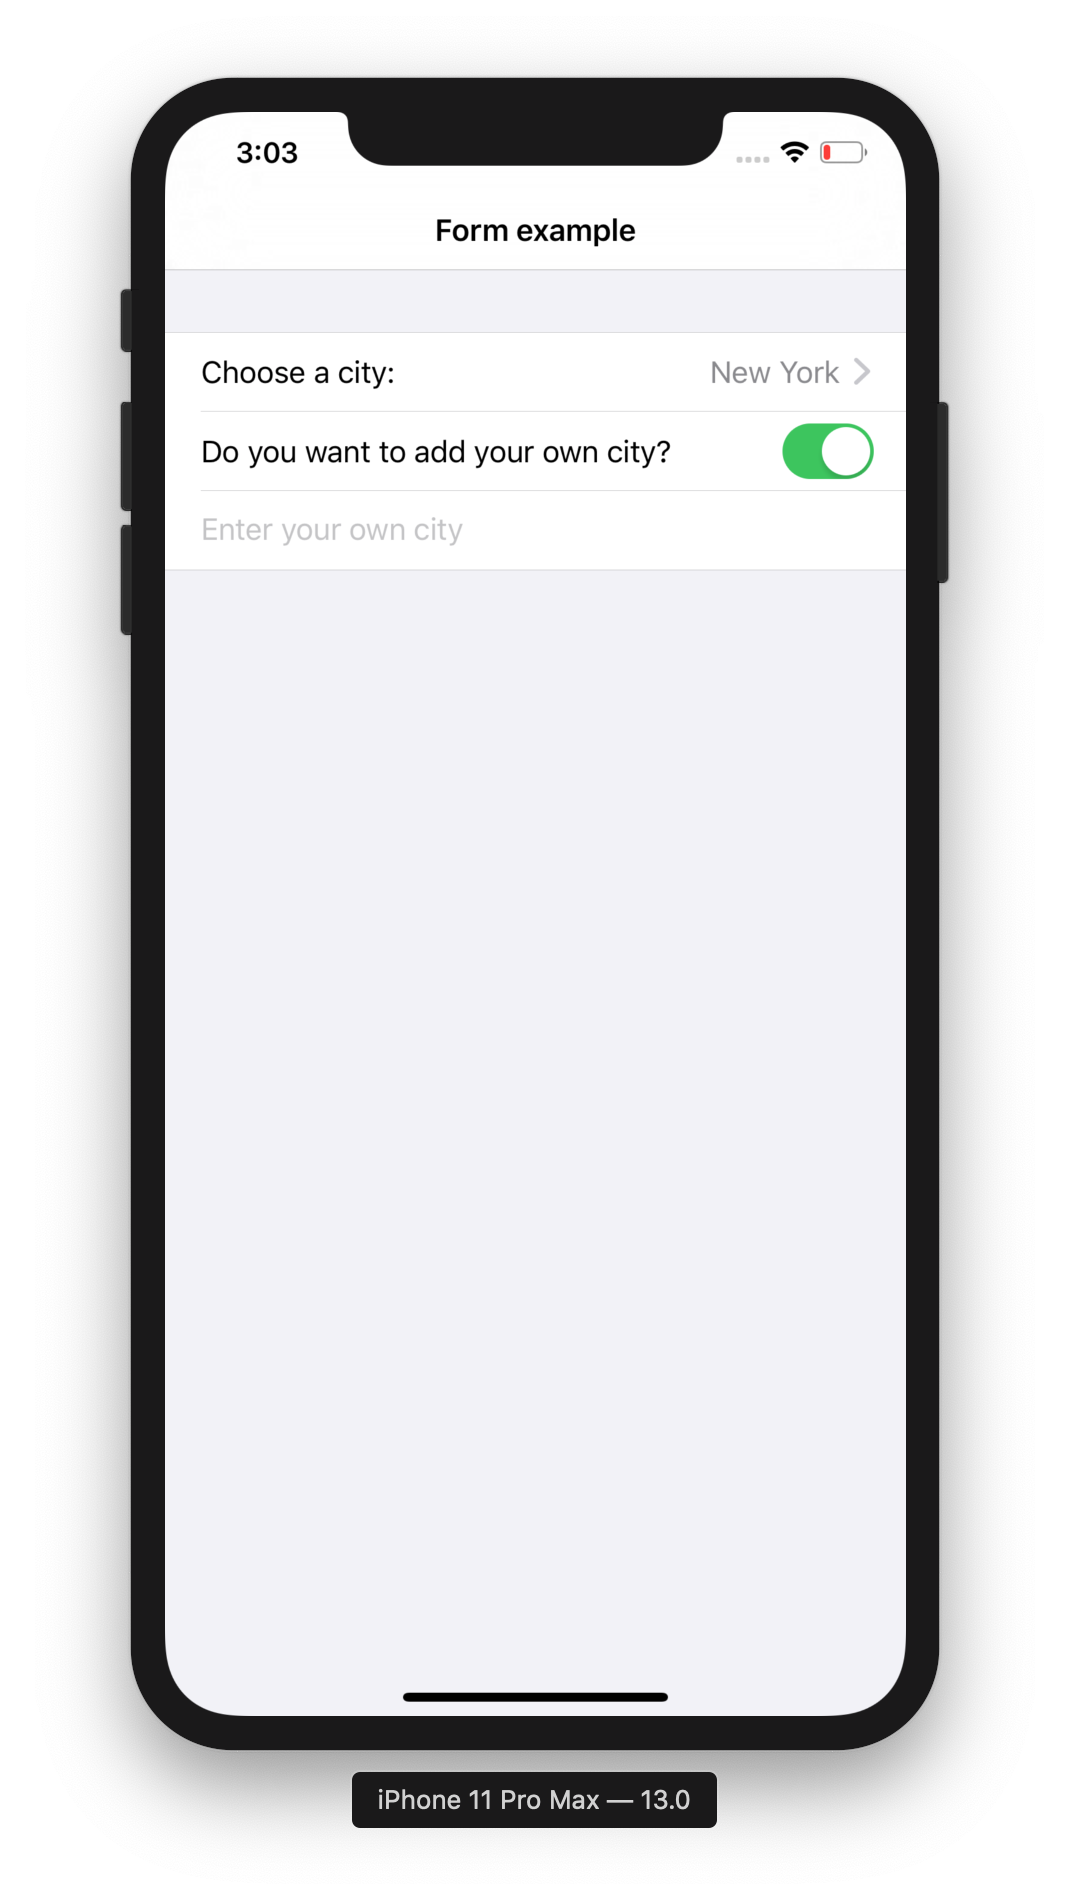 3:03
Form example
Choose a city: New York
Do you want to add your own city?
Enter your own city
iPhone 11 Pro Max — 13.0